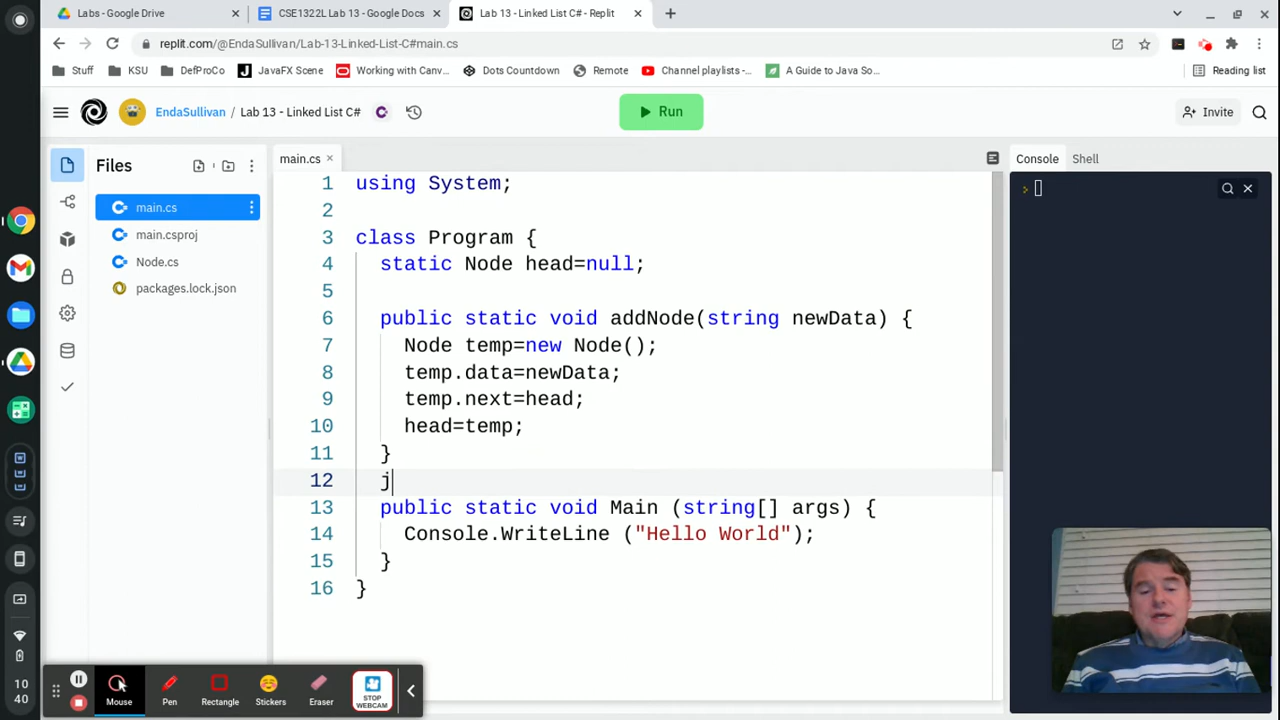 Labs - Google Drive
CSE1322L Lab 13 - Google Docs
Lab 13 - Linked List C# - Replit
replit.com/@EndaSullivan/Lab-13-Linked-List-C#main.cs
Stuff
KSU
DefProCo
JavaFX Scene
Working with Canv...
Dots Countdown
Remote
Channel playlists -...
A Guide to Java So...
Reading list
EndaSullivan / Lab 13 - Linked List C#
Run
Invite
Files
main.cs
Console
Shell
main.cs
main.csproj
Node.cs
packages.lock.json
1 using System;
2
3 class Program {
4 static Node head=null;
5
6 public static void addNode(string newData) {
7 Node temp=new Node();
8 temp.data=newData;
9 temp.next=head;
10 head=temp;
11 }
12 j
13 public static void Main (string[] args) {
14 Console.WriteLine ("Hello World");
15 }
16 }
10
40
Mouse
Pen
Rectangle
Stickers
Eraser
STOP
WEBCAM